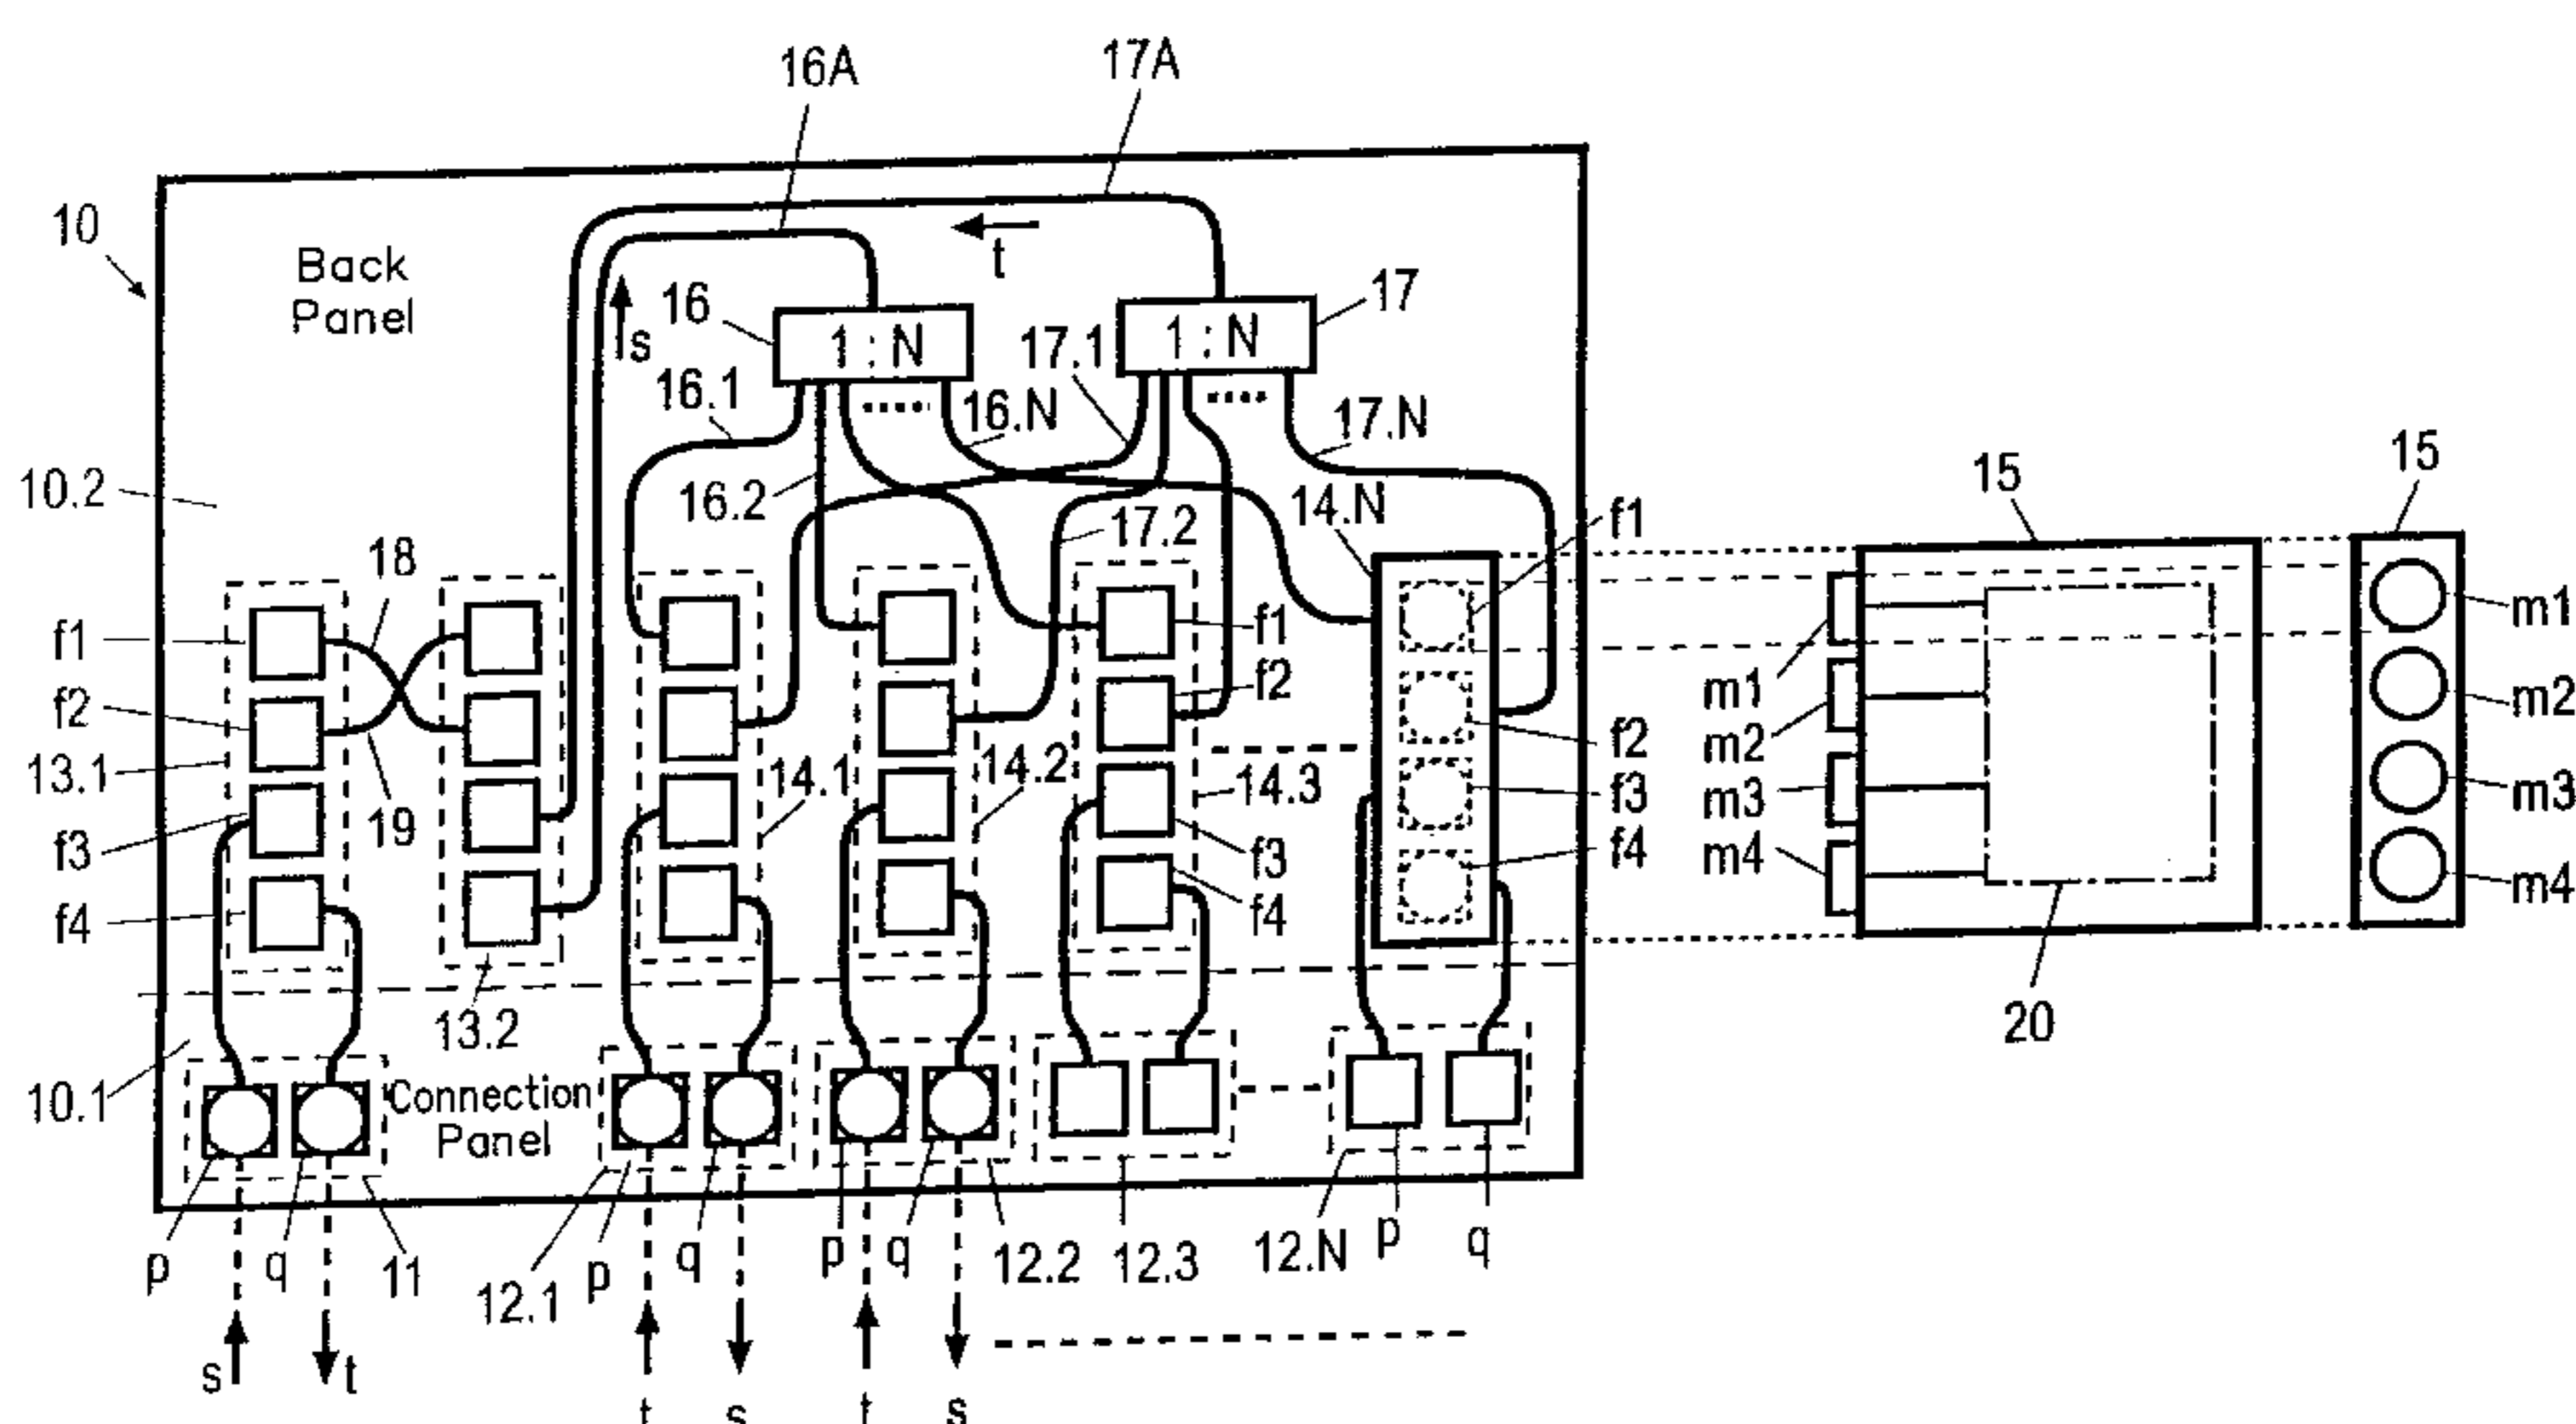 16A 17A
10
Back
Panel
t
s
16 1 : N
17.1 1 : N 17
16.1 16.N 17.N
10.2 16.2 17.2 14.N f1 15 15
18
f1 f1 m1 m1
f2 f2 f2 m2 m2
13.1 19 14.1 14.2 14.3 f3 m3 m3
f3 f3 f4 m4 m4
f4 f4
13.2 20
10.1 Connection
Panel
p q 11 12.1 p q p q 12.2 12.3 12.N p q
s t t s t s